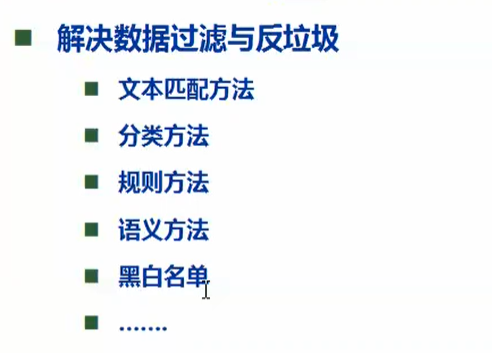 解决数据过滤与反垃圾
文本匹配方法
分类方法
规则方法
语义方法
黑白名单
.......